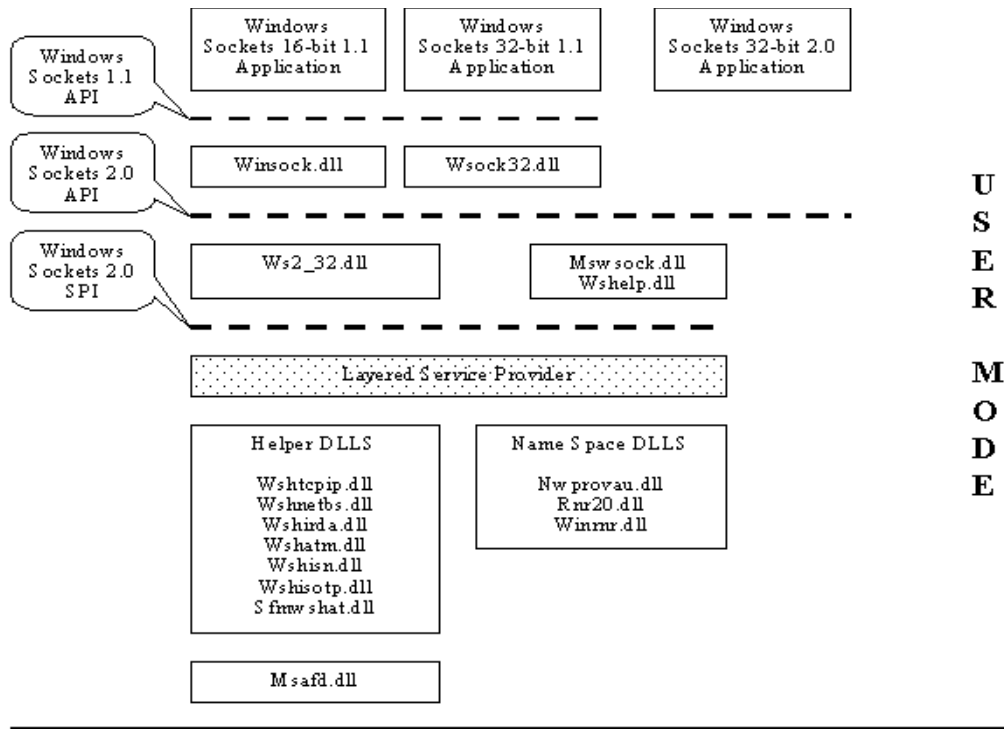 Windows
Sockets 16-bit 1.1
Application
Windows
Sockets 32-bit 1.1
Application
Windows
Sockets 32-bit 2.0
Application
Windows
Sockets 1.1
API
Winsock.dll
Wsock32.dll
Windows
Sockets 2.0
API
Ws2_32.dll
Mswsock.dll
Wshelp.dll
Windows
Sockets 2.0
SPI
Layered Service Provider
Helper DLLS
Wshtcpip.dll
Wshnetbs.dll
Wshirda.dll
Wshatm.dll
Wshisn.dll
Wshisotp.dll
Sfmwshat.dll
Name Space DLLS
Nwprovau.dll
Rnr20.dll
Winrnr.dll
Msafd.dll
USER MODE